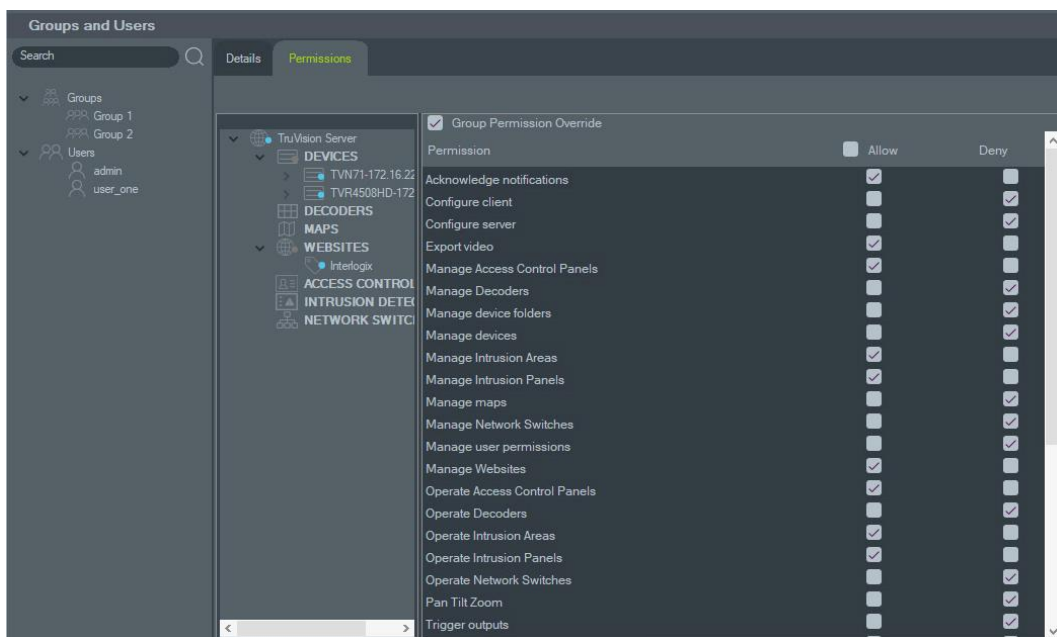 Groups and Users
Search
Details
Permissions
Groups
Group 1
Group 2
Users
admin
user_one
TruVision Server
DEVICES
TVN71-172.16.22
TVR4508HD-172
DECODERS
MAPS
WEBSITES
Interlogix
ACCESS CONTROL
INTRUSION DETEC
NETWORK SWITC
Group Permission Override
Permission Allow Deny
Acknowledge notifications
Configure client
Configure server
Export video
Manage Access Control Panels
Manage Decoders
Manage device folders
Manage devices
Manage Intrusion Areas
Manage Intrusion Panels
Manage maps
Manage Network Switches
Manage user permissions
Manage Websites
Operate Access Control Panels
Operate Decoders
Operate Intrusion Areas
Operate Intrusion Panels
Operate Network Switches
Pan Tilt Zoom
Trigger outputs